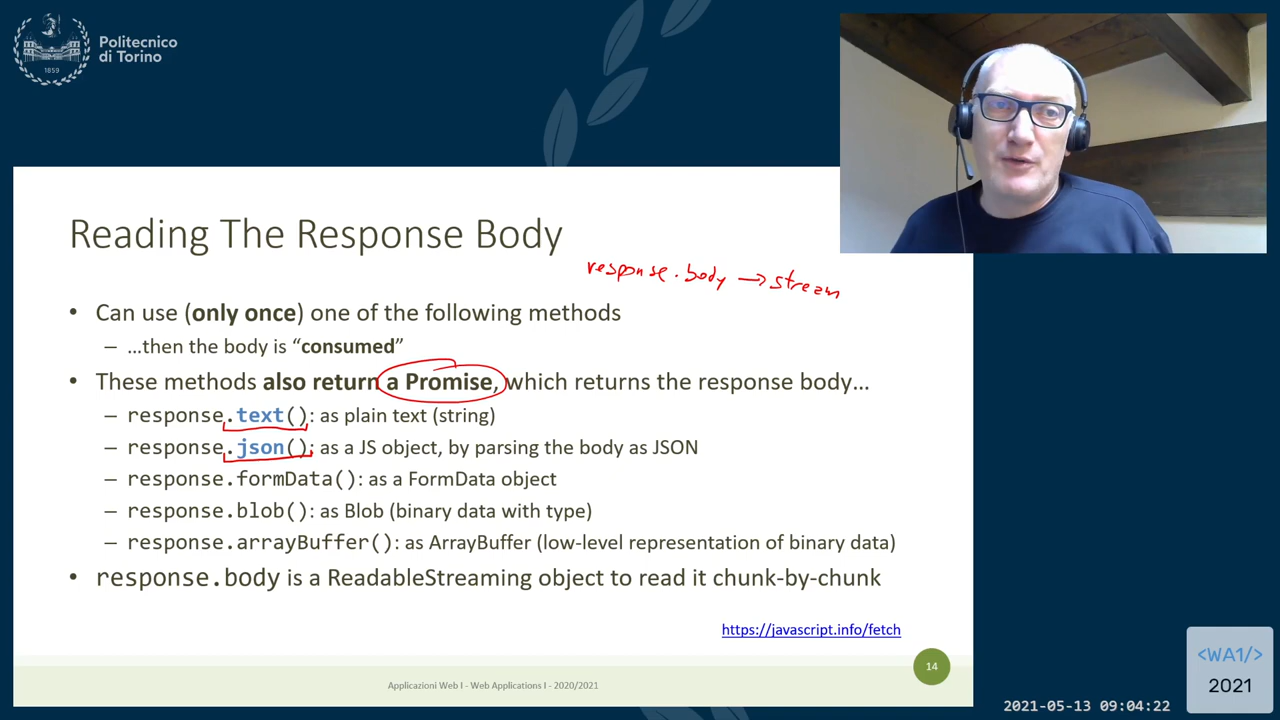 Politecnico
di Torino
1859
Reading The Response Body
response.body → stream
• Can use (only once) one of the following methods
– …then the body is “consumed”
• These methods also return a Promise, which returns the response body…
– response.text(): as plain text (string)
– response.json(): as a JS object, by parsing the body as JSON
– response.formData(): as a FormData object
– response.blob(): as Blob (binary data with type)
– response.arrayBuffer(): as ArrayBuffer (low-level representation of binary data)
• response.body is a ReadableStreaming object to read it chunk-by-chunk
https://javascript.info/fetch
14
Applicazioni Web I - Web Applications I - 2020/2021
<WA1/>
2021
2021-05-13 09:04:22